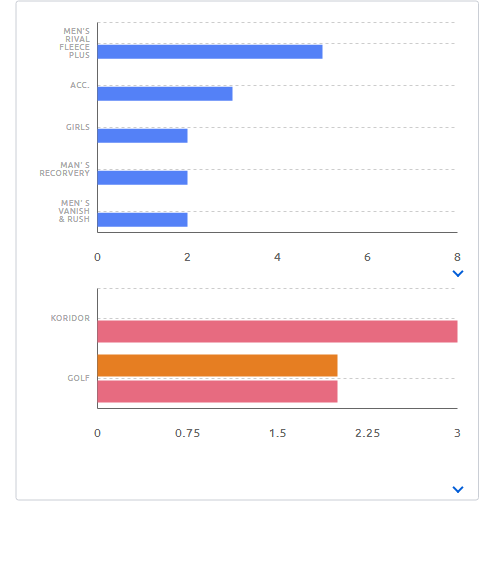 MEN'S
RIVAL
FLEECE
PLUS
ACC.
GIRLS
MAN' S
RECORVERY
MEN' S
VANISH
& RUSH
0 2 4 6 8
KORIDOR
GOLF
0 0.75 1.5 2.25 3